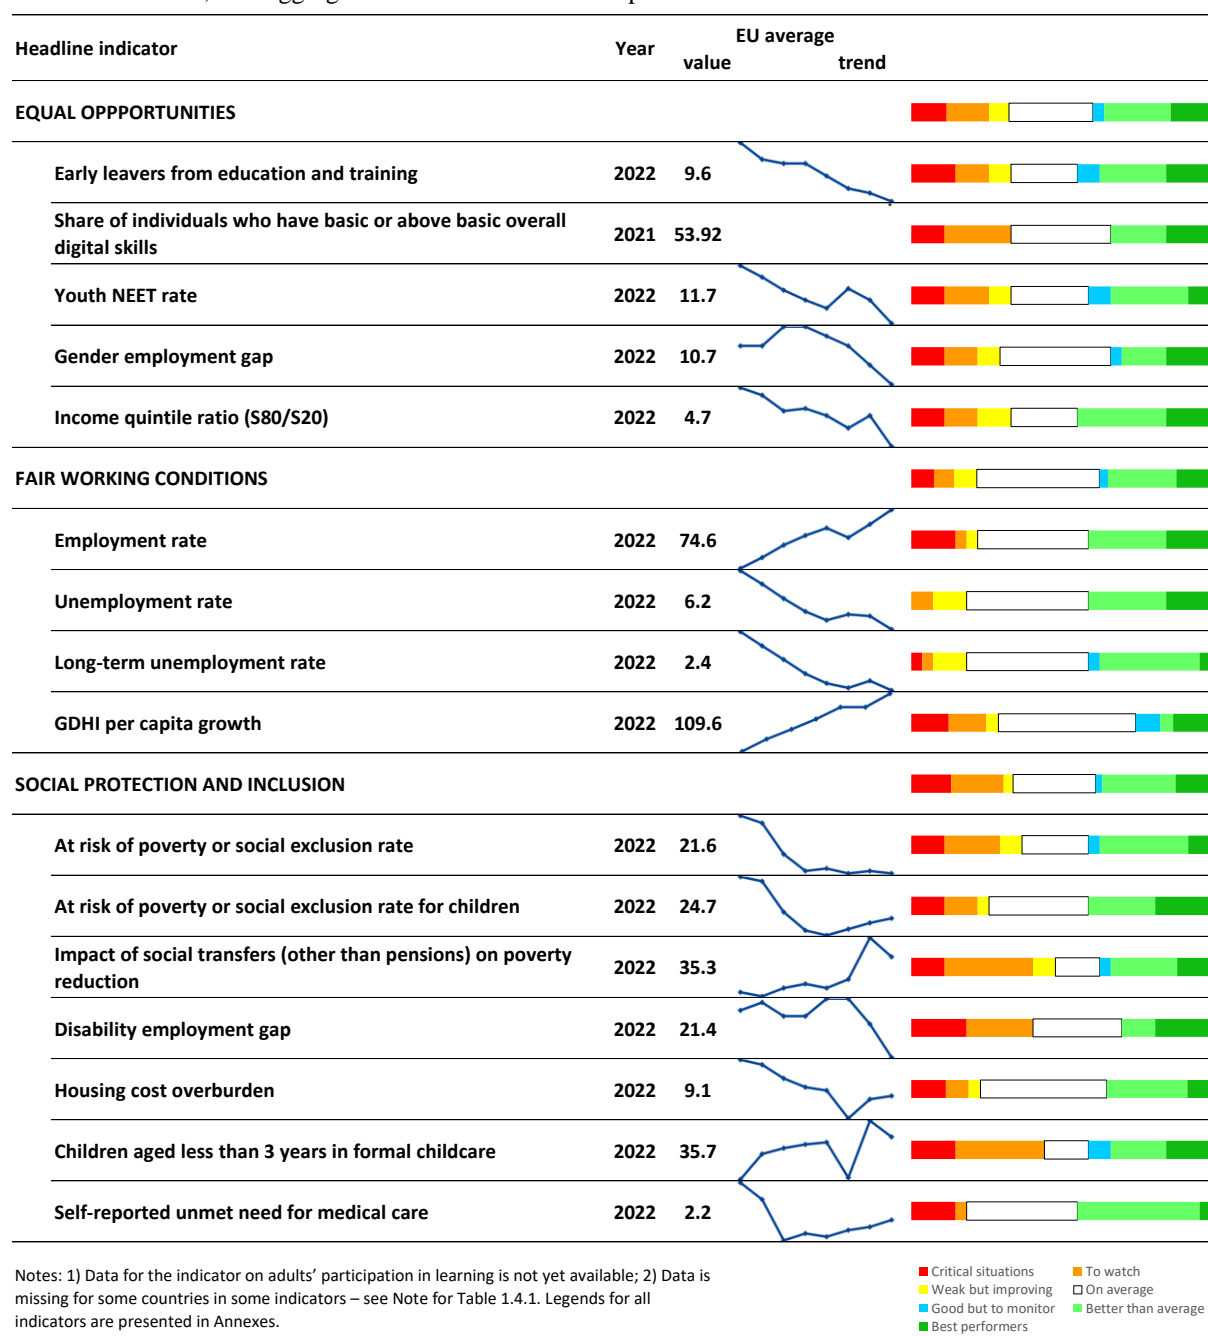 Headline indicator Year EU average
value trend
EQUAL OPPPORTUNITIES
Early leavers from education and training 2022 9.6
Share of individuals who have basic or above basic overall
digital skills 2021 53.92
Youth NEET rate 2022 11.7
Gender employment gap 2022 10.7
Income quintile ratio (S80/S20) 2022 4.7
FAIR WORKING CONDITIONS
Employment rate 2022 74.6
Unemployment rate 2022 6.2
Long-term unemployment rate 2022 2.4
GDHI per capita growth 2022 109.6
SOCIAL PROTECTION AND INCLUSION
At risk of poverty or social exclusion rate 2022 21.6
At risk of poverty or social exclusion rate for children 2022 24.7
Impact of social transfers (other than pensions) on poverty
reduction 2022 35.3
Disability employment gap 2022 21.4
Housing cost overburden 2022 9.1
Children aged less than 3 years in formal childcare 2022 35.7
Self-reported unmet need for medical care 2022 2.2
Notes: 1) Data for the indicator on adults’ participation in learning is not yet available; 2) Data is
missing for some countries in some indicators – see Note for Table 1.4.1. Legends for all
indicators are presented in Annexes.
Critical situations To watch
Weak but improving On average
Good but to monitor Better than average
Best performers